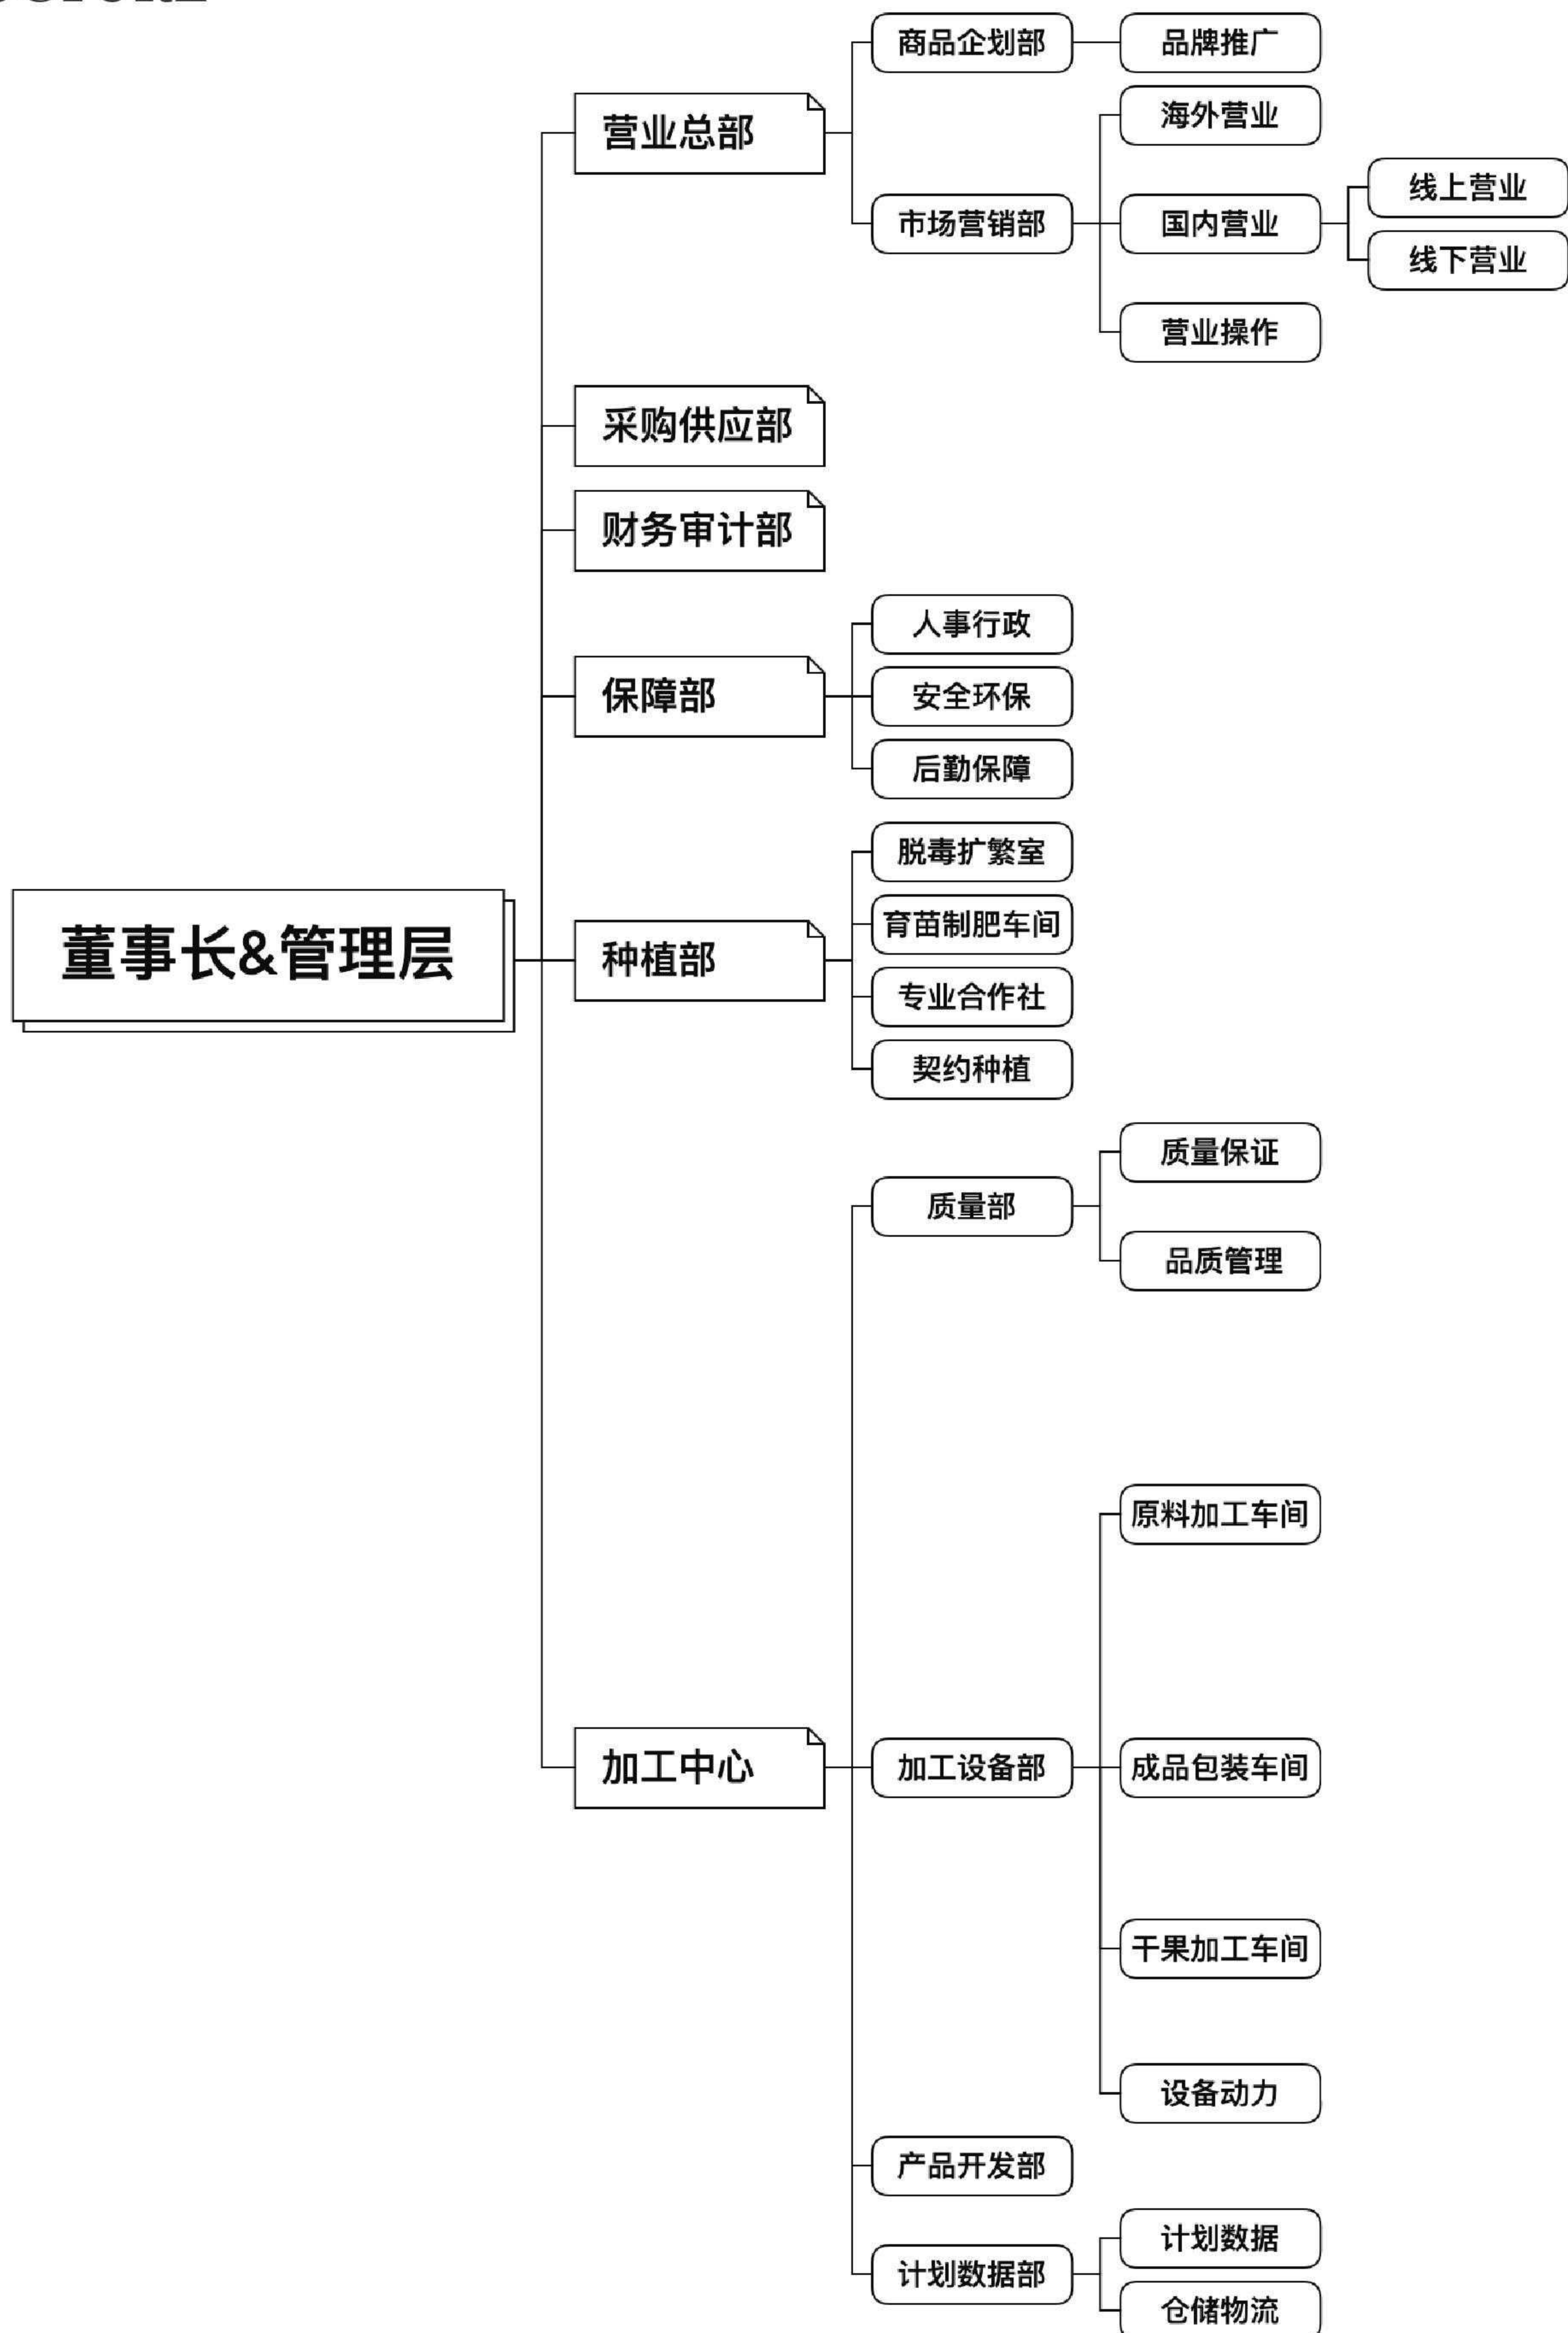 商品企划部
品牌推广
海外营业
营业总部
线上营业
市场营销部
国内营业
线下营业
营业操作
采购供应部
财务审计部
人事行政
保障部
安全环保
后勤保障
脱毒扩繁室
育苗制肥车间
董事长&管理层
种植部
专业合作社
契约种植
质量保证
质量部
品质管理
原料加工车间
加工中心
加工设备部
成品包装车间
干果加工车间
设备动力
产品开发部
计划数据
计划数据部
仓储物流